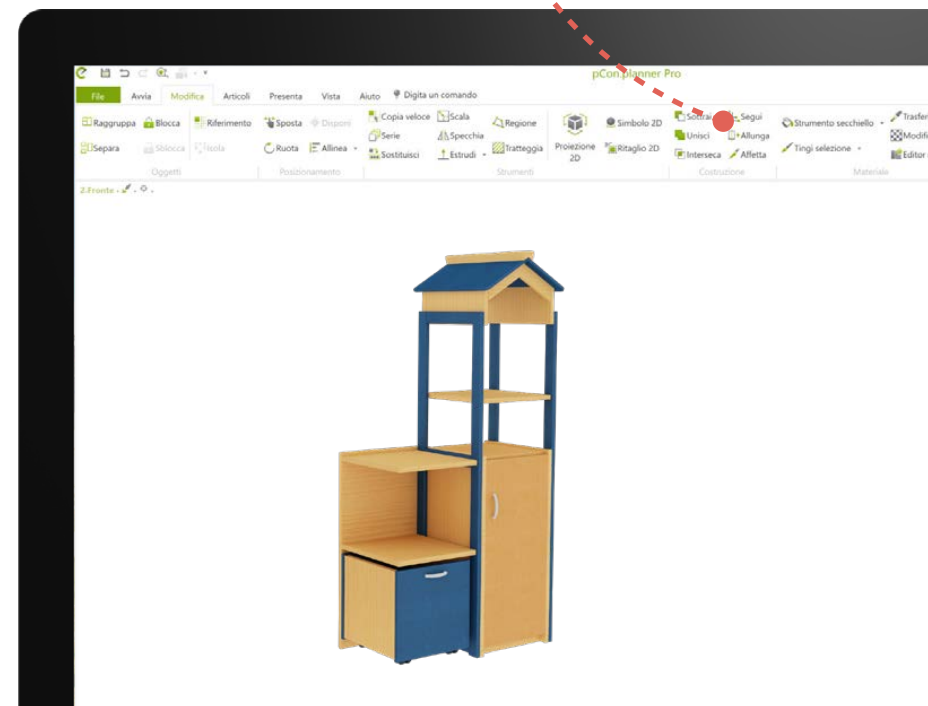 pCon.planner Pro
File Avvia Modifica Articoli Presenta Vista Aiuto Digita un comando
Raggruppa Blocca Riferimento Sposta Disponi Copia veloce Scala Regione Simbolo 2D Sottrai Segui Strumento secchiello
Serie Specchia Proiezione 2D Unisci Allunga
Separa Sblocca Isola Ruota Allinea Sostituisci Estrudi Tratteggia Ritaglio 2D Interseca Affetta Tingi selezione Editor
Oggetti Posizionamento Strumenti Costruzione Materiale
2.Fronte